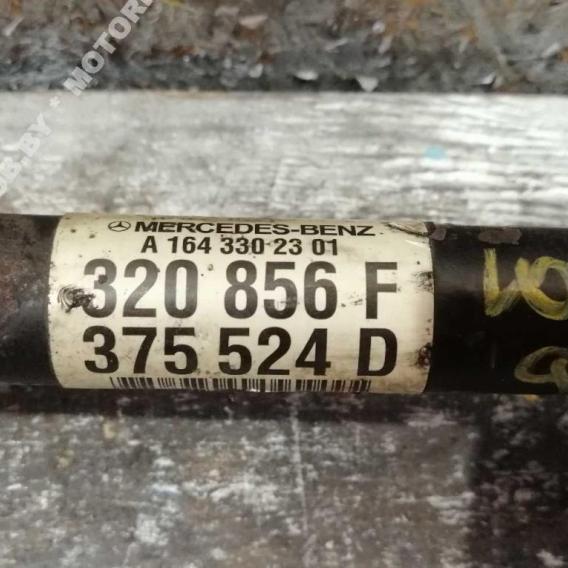 MERCEDES-BENZ
A 164 330 23 01
320 856 F
375 524 D